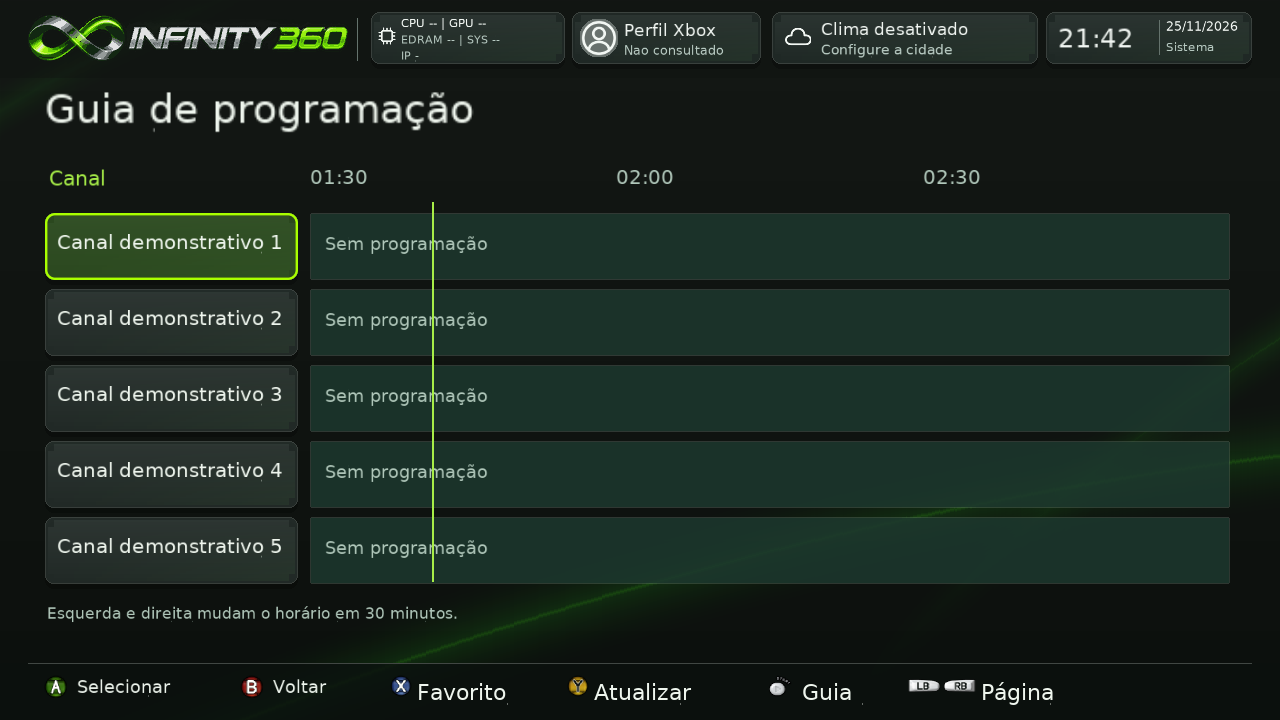 INFINITY 360
CPU -- | GPU --
EDRAM -- | SYS --
IP -
Perfil Xbox
Nao consultado
Clima desativado
Configure a cidade
21:42
25/11/2026
Sistema
Guia de programação
Canal 01:30 02:00 02:30
Canal demonstrativo 1 Sem programação
Canal demonstrativo 2 Sem programação
Canal demonstrativo 3 Sem programação
Canal demonstrativo 4 Sem programação
Canal demonstrativo 5 Sem programação
Esquerda e direita mudam o horário em 30 minutos.
A Selecionar B Voltar X Favorito Y Atualizar Guia LB RB Página